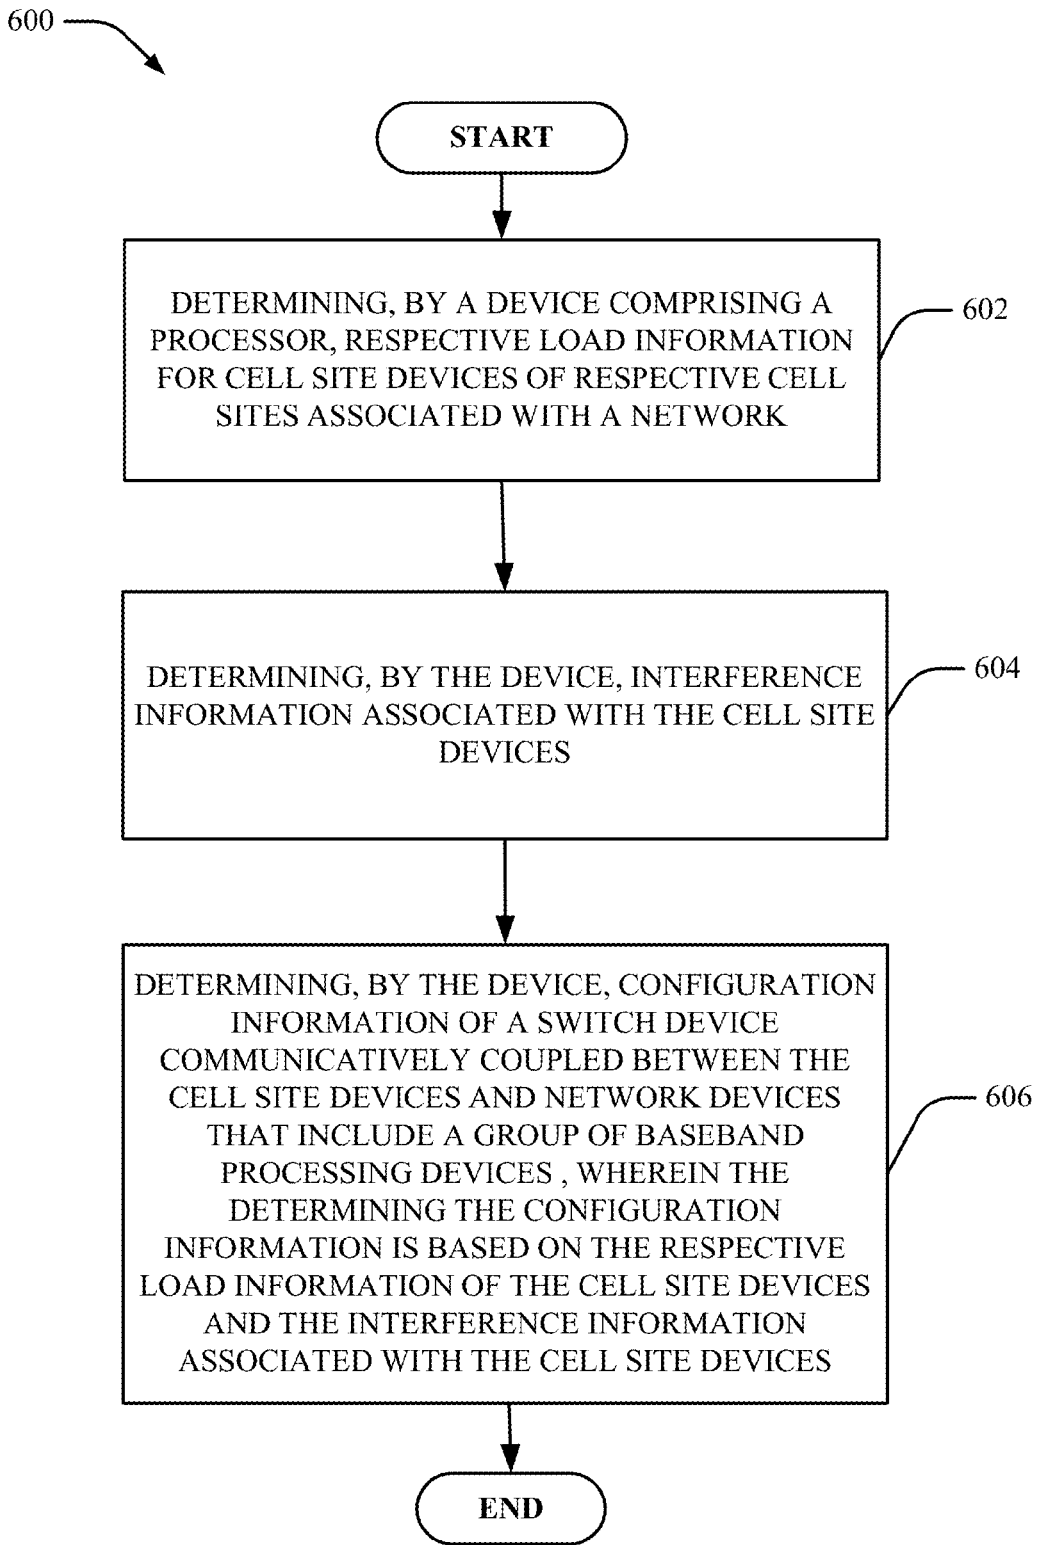 600
START
DETERMINING, BY A DEVICE COMPRISING A
PROCESSOR, RESPECTIVE LOAD INFORMATION
FOR CELL SITE DEVICES OF RESPECTIVE CELL
SITES ASSOCIATED WITH A NETWORK
602
DETERMINING, BY THE DEVICE, INTERFERENCE
INFORMATION ASSOCIATED WITH THE CELL SITE
DEVICES
604
DETERMINING, BY THE DEVICE, CONFIGURATION
INFORMATION OF A SWITCH DEVICE
COMMUNICATIVELY COUPLED BETWEEN THE
CELL SITE DEVICES AND NETWORK DEVICES
THAT INCLUDE A GROUP OF BASEBAND
PROCESSING DEVICES , WHEREIN THE
DETERMINING THE CONFIGURATION
INFORMATION IS BASED ON THE RESPECTIVE
LOAD INFORMATION OF THE CELL SITE DEVICES
AND THE INTERFERENCE INFORMATION
ASSOCIATED WITH THE CELL SITE DEVICES
606
END